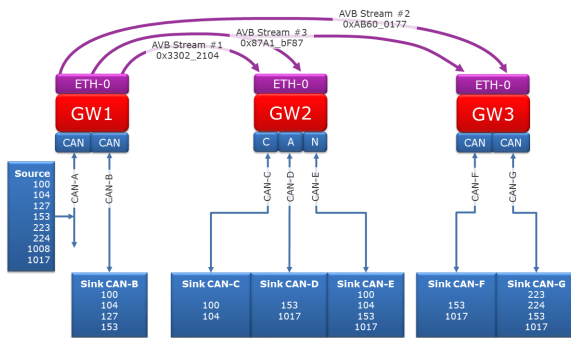 AVB Stream #2
0xAB60_0177
AVB Stream #3
0x87A1_bF87
AVB Stream #1
0x3302_2104
ETH-0
ETH-0
ETH-0
GW1
GW2
GW3
CAN
CAN
C
A
N
CAN
CAN
CAN-A
CAN-B
CAN-C
CAN-D
CAN-E
CAN-F
CAN-G
Source
100
104
127
153
223
224
1008
1017
Sink CAN-B
100
104
127
153
Sink CAN-C
100
104
Sink CAN-D
153
1017
Sink CAN-E
100
104
153
1017
Sink CAN-F
153
1017
Sink CAN-G
223
224
153
1017